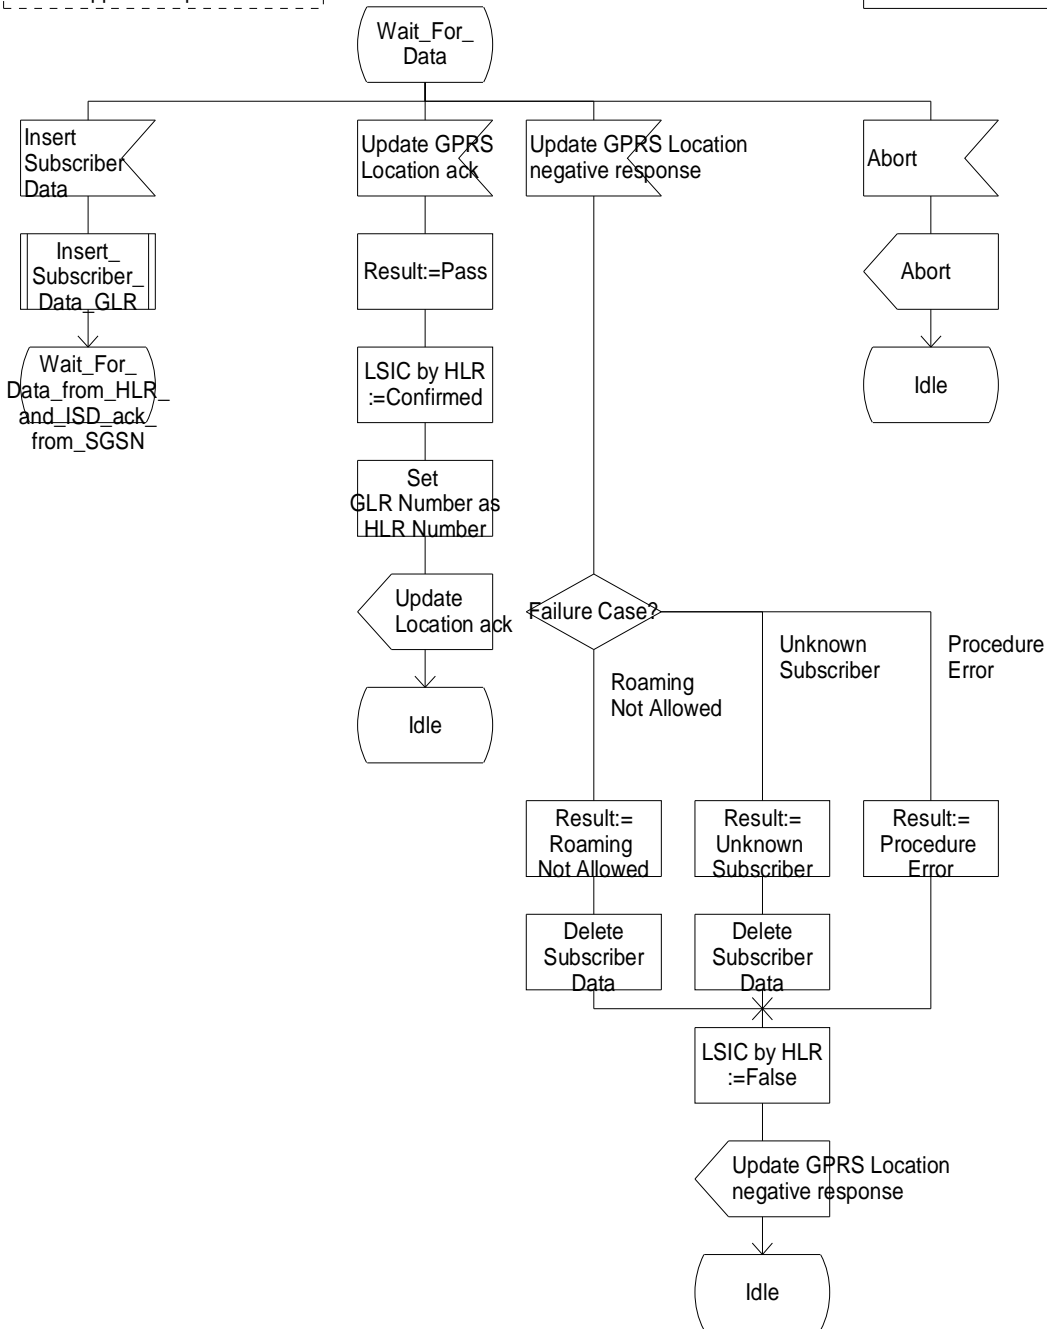 Wait_For_
Data
Insert
Subscriber
Data
Update GPRS
Location ack
Update GPRS Location
negative response
Abort
Insert_
Subscriber_
Data_GLR
Result:=Pass
Abort
Wait_For_
Data_from_HLR_
and_ISD_ack_
from_SGSN
LSIC by HLR
:=Confirmed
Idle
Set
GLR Number as
HLR Number
Update
Location ack
Failure Case?
Unknown
Subscriber
Procedure
Error
Roaming
Not Allowed
Idle
Result:=
Roaming
Not Allowed
Result:=
Unknown
Subscriber
Result:=
Procedure
Error
Delete
Subscriber
Data
Delete
Subscriber
Data
LSIC by HLR
:=False
Update GPRS Location
negative response
Idle